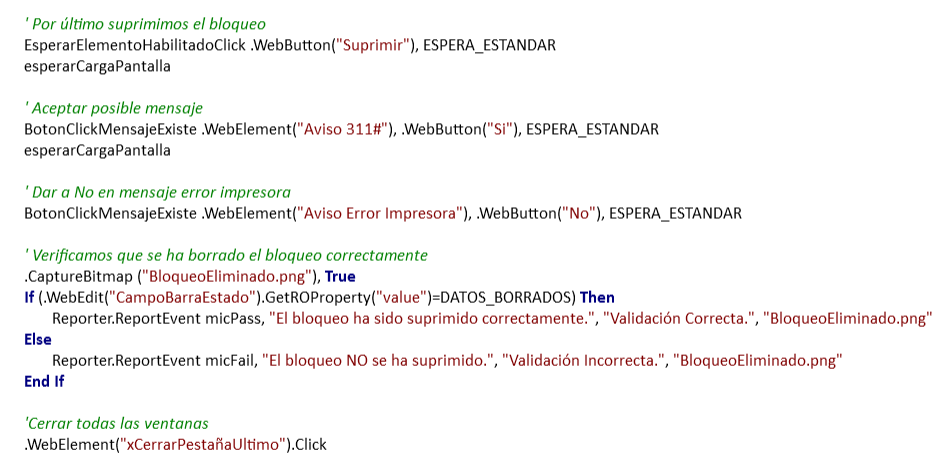 ' Por último suprimimos el bloqueo
EsperarElementoHabilitadoClick .WebButton("Suprimir"), ESPERA_ESTANDAR
esperarCargaPantalla

' Aceptar posible mensaje
BotonClickMensajeExiste .WebElement("Aviso 311#"), .WebButton("Si"), ESPERA_ESTANDAR
esperarCargaPantalla

' Dar a No en mensaje error impresora
BotonClickMensajeExiste .WebElement("Aviso Error Impresora"), .WebButton("No"), ESPERA_ESTANDAR

' Verificamos que se ha borrado el bloqueo correctamente
.CaptureBitmap ("BloqueoEliminado.png"), True
If (.WebEdit("CampoBarraEstado").GetROProperty("value")=DATOS_BORRADOS) Then
    Reporter.ReportEvent micPass, "El bloqueo ha sido suprimido correctamente.", "Validación Correcta.", "BloqueoEliminado.png"
Else
    Reporter.ReportEvent micFail, "El bloqueo NO se ha suprimido.", "Validación Incorrecta.", "BloqueoEliminado.png"
End If

'Cerrar todas las ventanas
.WebElement("xCerrarPestañaUltimo").Click